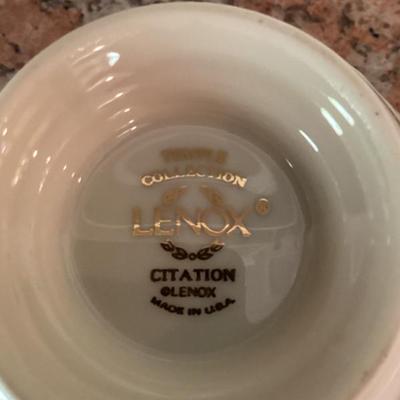 TEMPLE
COLLECTION
LENOX®
CITATION
©LENOX
MADE IN U.S.A.